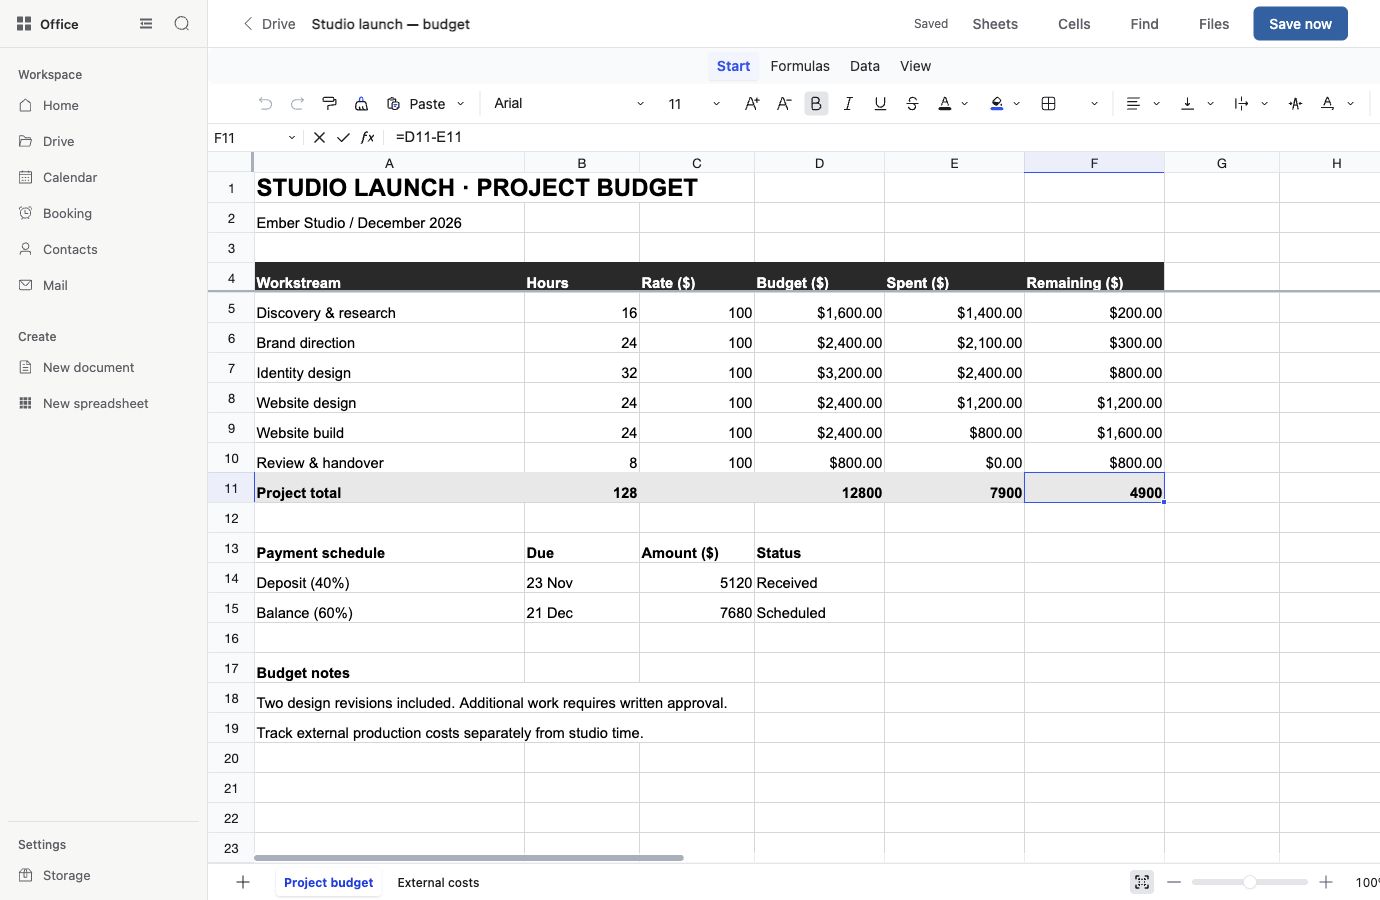 Office
Drive
Studio launch — budget
Saved
Sheets
Cells
Find
Files
Save now
Workspace
Home
Drive
Calendar
Booking
Contacts
Mail
Create
New document
New spreadsheet
Settings
Storage
Start
Formulas
Data
View
Paste
Arial
11
F11
fx
=D11-E11
A B C D E F G H
1 STUDIO LAUNCH · PROJECT BUDGET
2 Ember Studio / December 2026
3
4 Workstream Hours Rate ($) Budget ($) Spent ($) Remaining ($)
5 Discovery & research 16 100 $1,600.00 $1,400.00 $200.00
6 Brand direction 24 100 $2,400.00 $2,100.00 $300.00
7 Identity design 32 100 $3,200.00 $2,400.00 $800.00
8 Website design 24 100 $2,400.00 $1,200.00 $1,200.00
9 Website build 24 100 $2,400.00 $800.00 $1,600.00
10 Review & handover 8 100 $800.00 $0.00 $800.00
11 Project total 128 12800 7900 4900
12
13 Payment schedule Due Amount ($) Status
14 Deposit (40%) 23 Nov 5120 Received
15 Balance (60%) 21 Dec 7680 Scheduled
16
17 Budget notes
18 Two design revisions included. Additional work requires written approval.
19 Track external production costs separately from studio time.
20
21
22
23
Project budget
External costs
100%